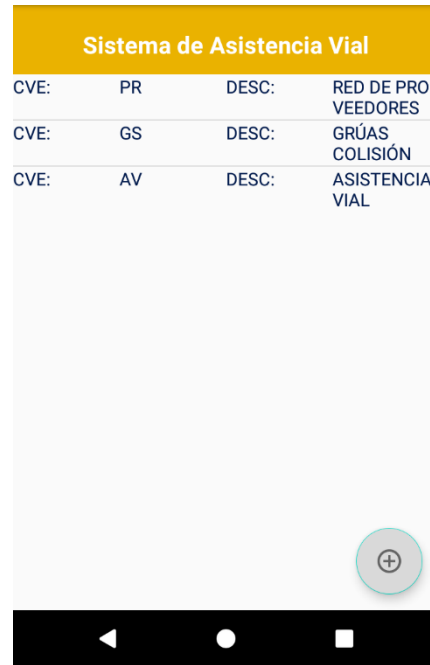 Sistema de Asistencia Vial
CVE: PR DESC: RED DE PRO
VEEDORES
CVE: GS DESC: GRÚAS
COLISIÓN
CVE: AV DESC: ASISTENCIA
VIAL